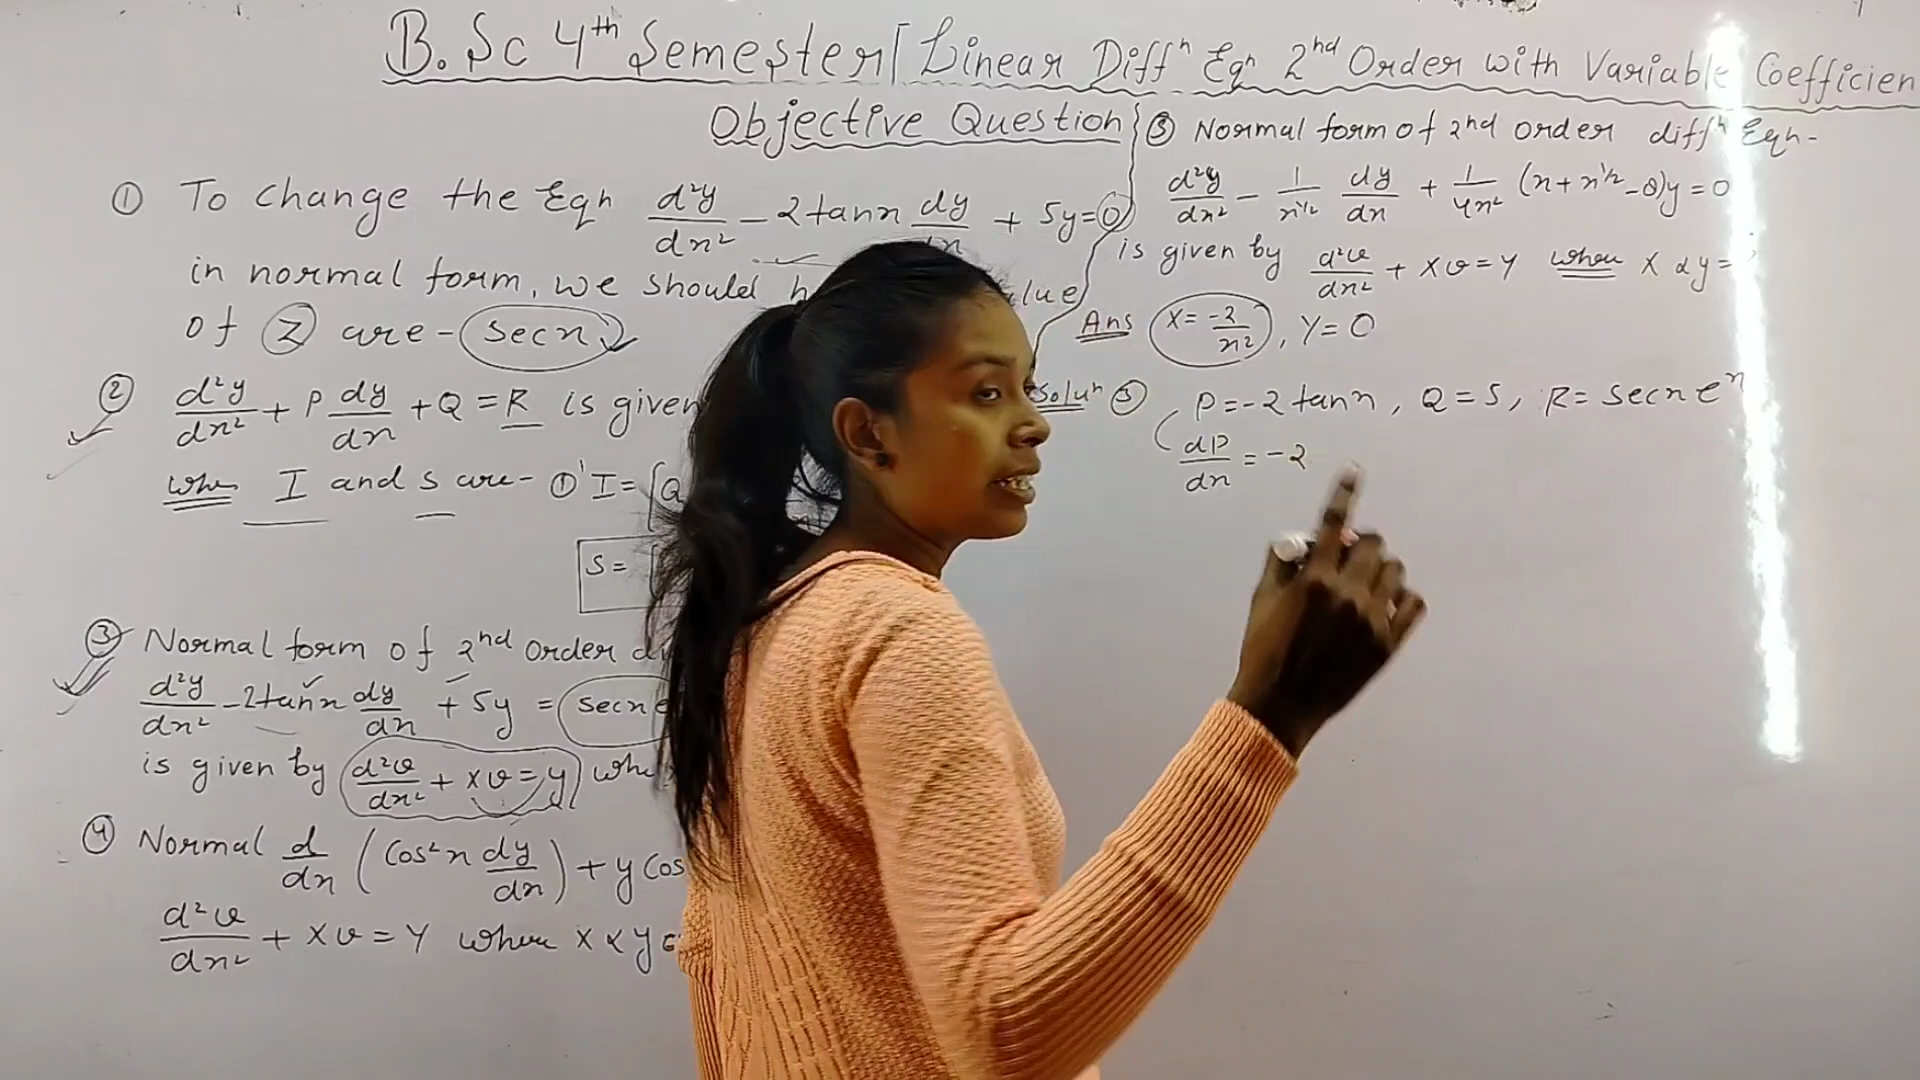 B.Sc 4th Semester | Linear Diffⁿ Eqⁿ 2nd Order with Variable Coefficien
Objective Question
① To change the Eqn d²y/dx² - 2tanx dy/dx + 5y=0
in normal form, we should
of z are - secx
② d²y/dx² + P dy/dx + Q = R is given
when I and S are - ① I = ∫Q
S =
③ Normal form of 2nd order
d²y/dx² - 2tanx dy/dx + 5y = secx e
is given by d²v/dx² + Xv = y
④ Normal d/dx (Cos²x dy/dx) + y Cos
d²v/dx² + Xv = Y when X & y
③ Normal form of 2nd order diffⁿ Eqn-
d²y/dx² - 1/x^½ dy/dx + 1/4x² (x+x^½-8)y=0
is given by d²v/dx² + Xv=Y when X & y=
Ans X= -2/x², Y=0
Soluⁿ ③ P=-2tanx, Q=5, R= secx eˣ
dP/dx = -2